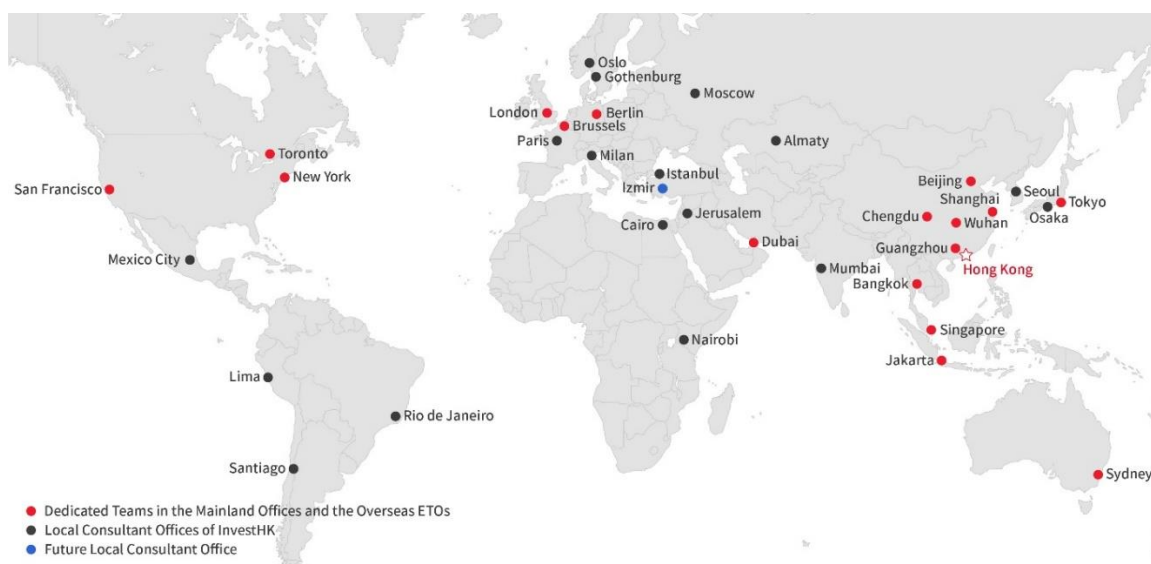 Oslo
Gothenburg
Moscow
London
Berlin
Brussels
Paris
Almaty
Milan
Toronto
New York
San Francisco
Istanbul
Izmir
Beijing
Seoul
Shanghai
Tokyo
Osaka
Chengdu
Wuhan
Jerusalem
Cairo
Dubai
Guangzhou
Hong Kong
Mexico City
Mumbai
Bangkok
Singapore
Nairobi
Jakarta
Lima
Rio de Janeiro
Santiago
Sydney
Dedicated Teams in the Mainland Offices and the Overseas ETOs
Local Consultant Offices of InvestHK
Future Local Consultant Office